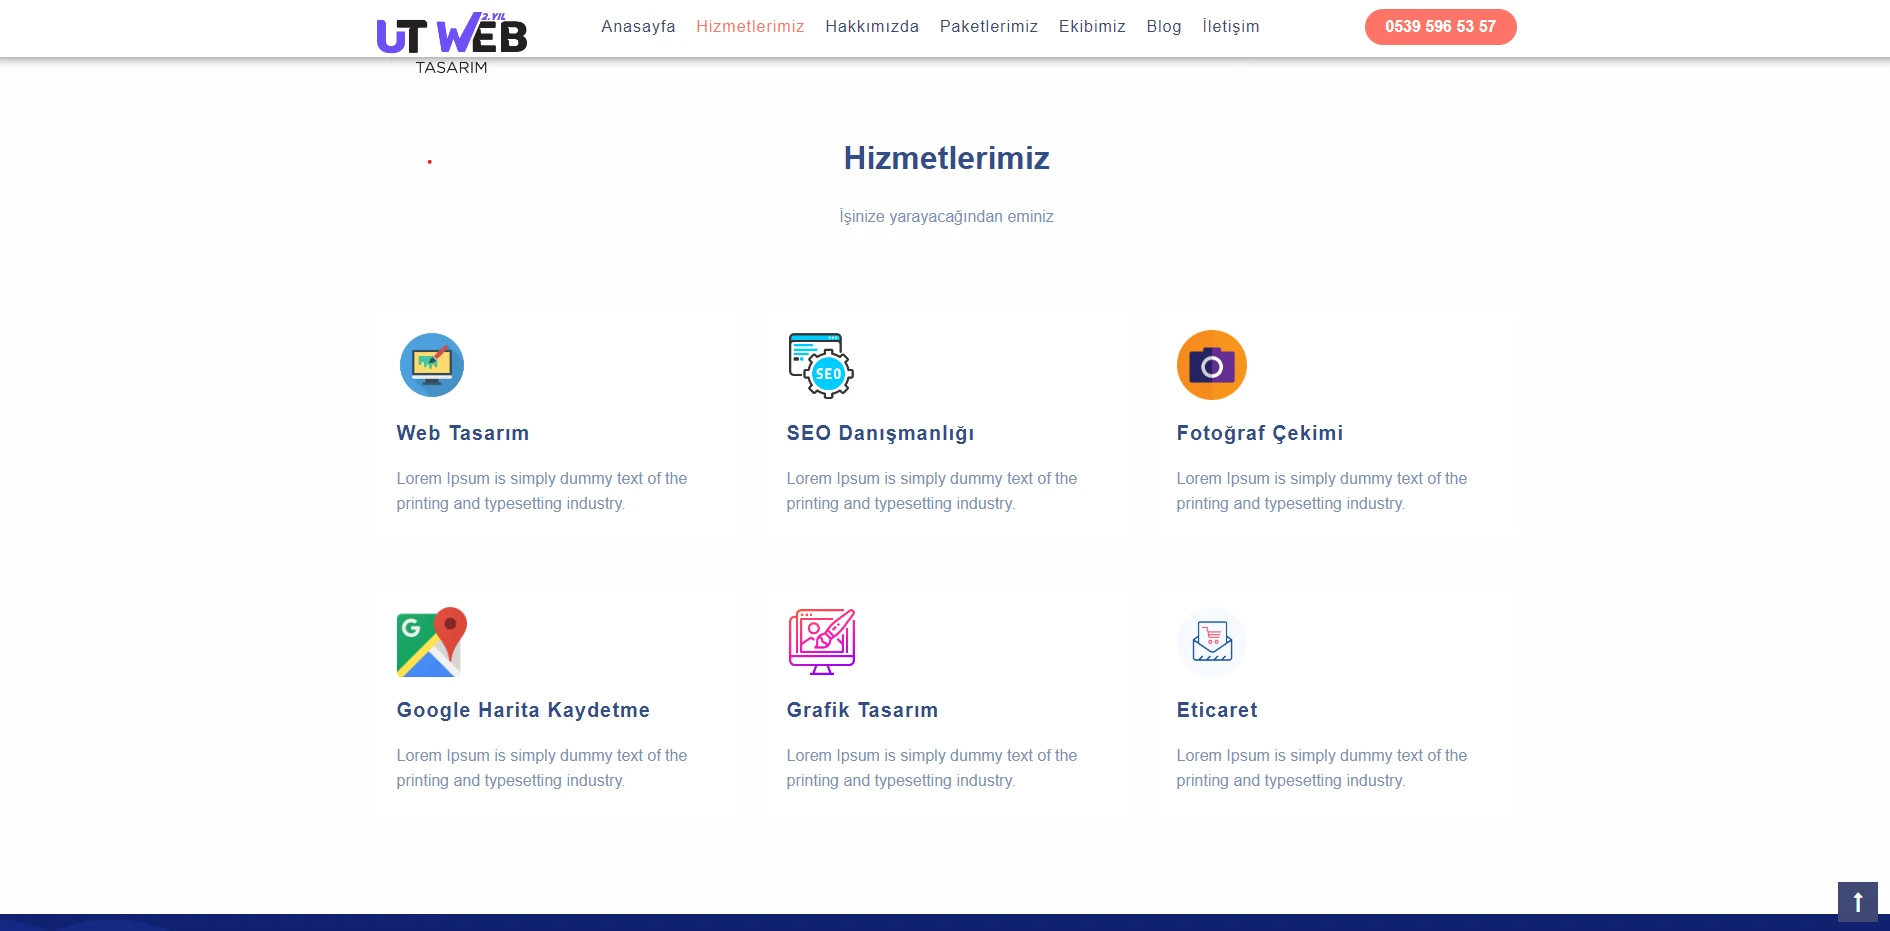 2.YIL
UT WEB
TASARIM
Anasayfa Hizmetlerimiz Hakkımızda Paketlerimiz Ekibimiz Blog İletişim
0539 596 53 57
Hizmetlerimiz
İşinize yarayacağından eminiz
SEO
Web Tasarım
Lorem Ipsum is simply dummy text of the
printing and typesetting industry.
SEO Danışmanlığı
Lorem Ipsum is simply dummy text of the
printing and typesetting industry.
Fotoğraf Çekimi
Lorem Ipsum is simply dummy text of the
printing and typesetting industry.
G
Google Harita Kaydetme
Lorem Ipsum is simply dummy text of the
printing and typesetting industry.
Grafik Tasarım
Lorem Ipsum is simply dummy text of the
printing and typesetting industry.
Eticaret
Lorem Ipsum is simply dummy text of the
printing and typesetting industry.